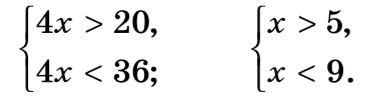 4x > 20, x > 5,
4x < 36; x < 9.